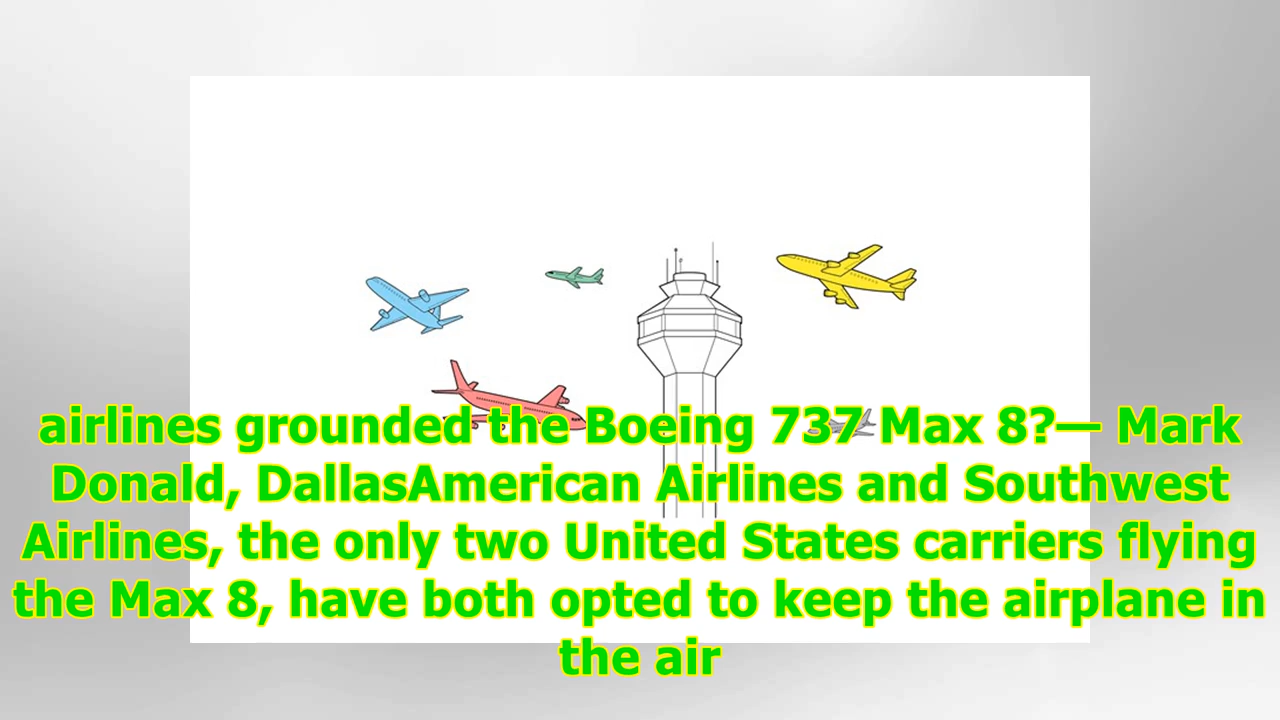 airlines grounded the Boeing 737 Max 8?— Mark
Donald, DallasAmerican Airlines and Southwest
Airlines, the only two United States carriers flying
the Max 8, have both opted to keep the airplane in
the air